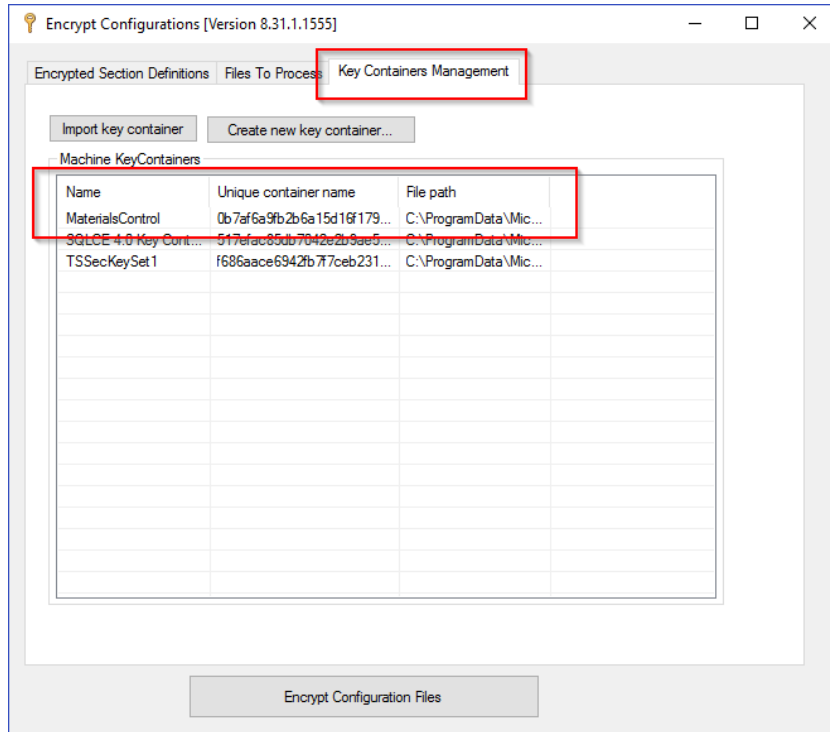 Encrypt Configurations [Version 8.31.1.1555]
Encrypted Section Definitions Files To Process Key Containers Management
Import key container Create new key container...
Machine KeyContainers
Name Unique container name File path
MaterialsControl 0b7af6a9fb2b6a15d16f179... C:\ProgramData\Mic...
SQLCE 4.0 Key Cont... 517efac85db7042e2b9ae5... C:\ProgramData\Mic...
TSSecKeySet1 f686aace6942fb7f7ceb231... C:\ProgramData\Mic...
Encrypt Configuration Files